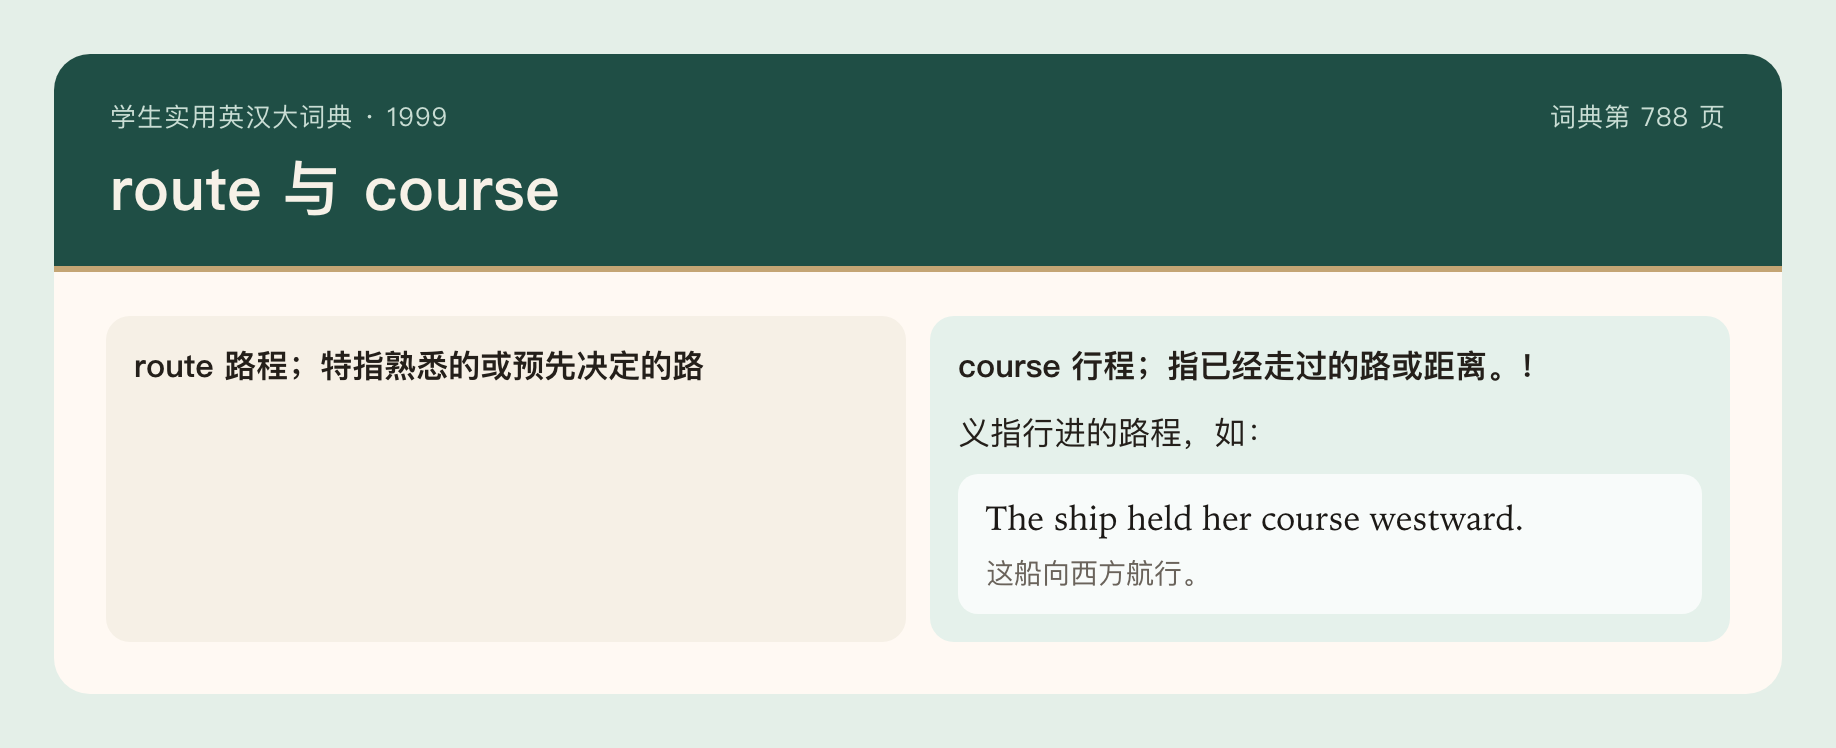 学生实用英汉大词典 · 1999
词典第 788 页
route 与 course
route 路程；特指熟悉的或预先决定的路
course 行程；指已经走过的路或距离。！
义指行进的路程，如：
The ship held her course westward.
这船向西方航行。